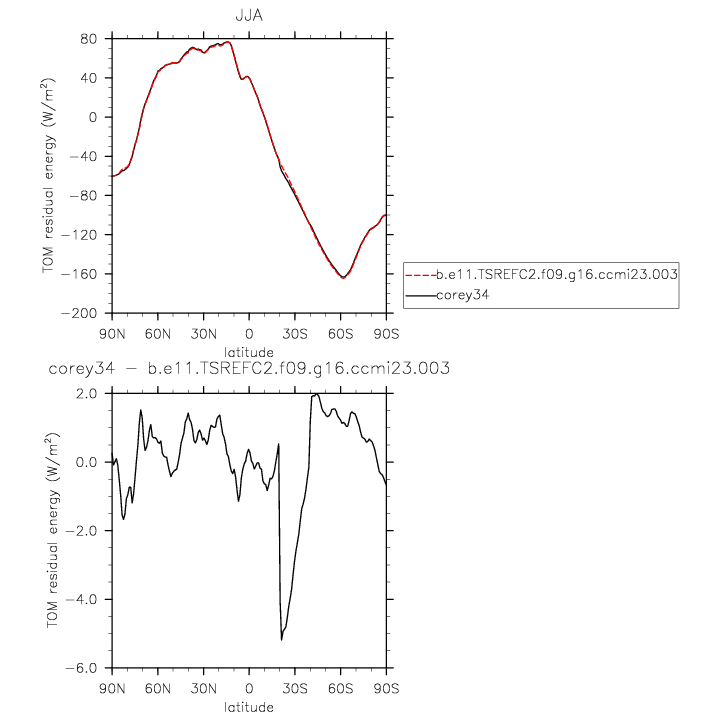 JJA
TOM residual energy (W/m²)
80
40
0
−40
−80
−120
−160
−200
90N 60N 30N 0 30S 60S 90S
latitude
b.e11.TSREFC2.f09.g16.ccmi23.003
corey34
corey34 − b.e11.TSREFC2.f09.g16.ccmi23.003
TOM residual energy (W/m²)
2.0
0.0
−2.0
−4.0
−6.0
90N 60N 30N 0 30S 60S 90S
latitude